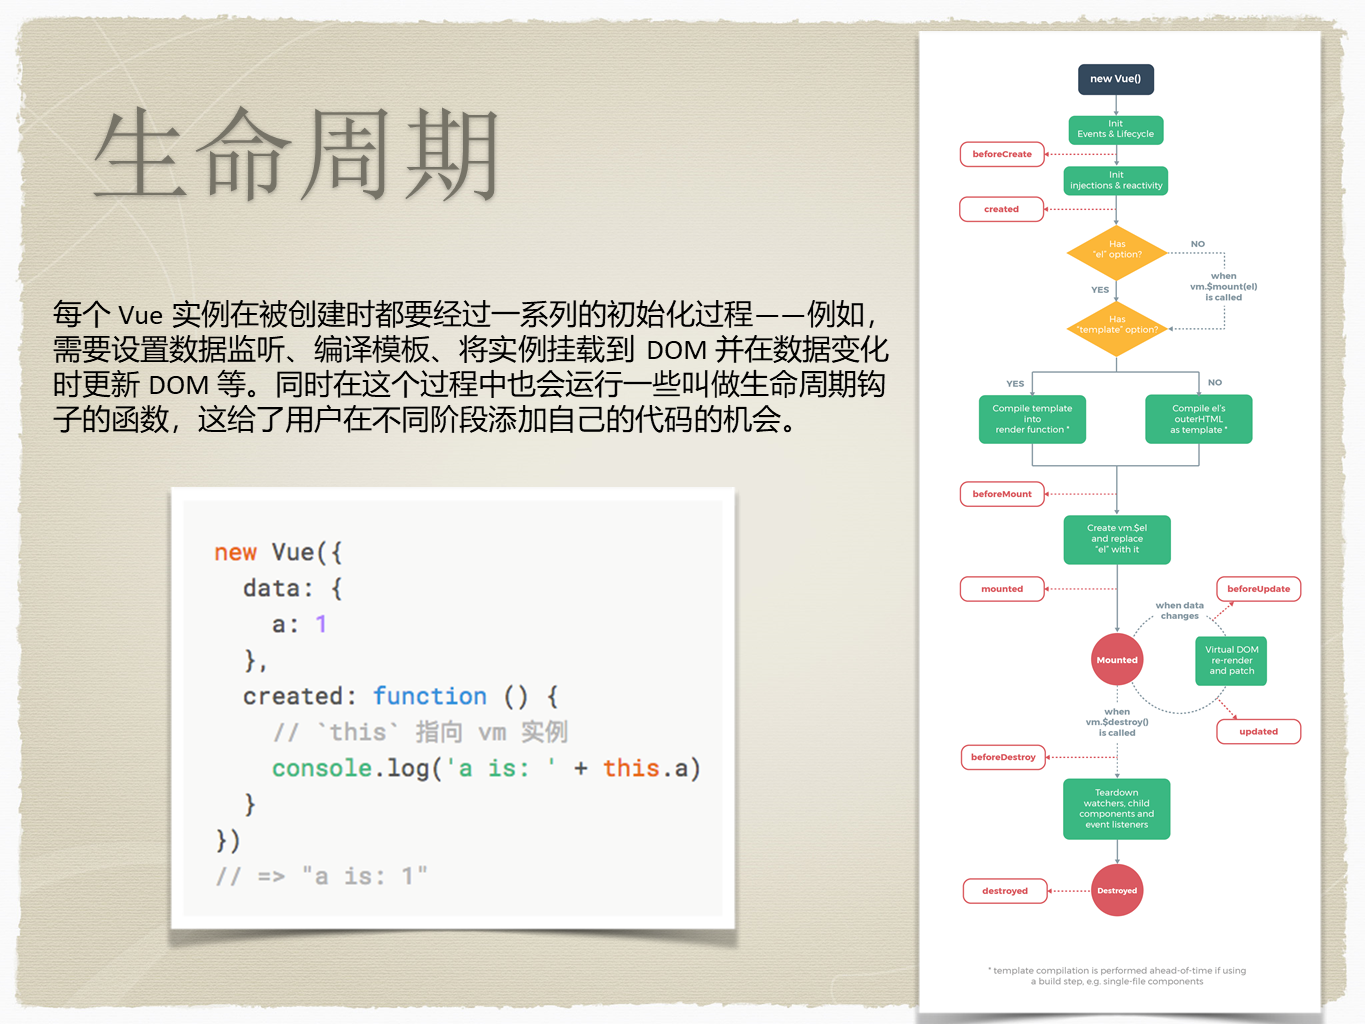 生命周期
每个 Vue 实例在被创建时都要经过一系列的初始化过程——例如，
需要设置数据监听、编译模板、将实例挂载到 DOM 并在数据变化
时更新 DOM 等。同时在这个过程中也会运行一些叫做生命周期钩
子的函数，这给了用户在不同阶段添加自己的代码的机会。
new Vue({
  data: {
    a: 1
  },
  created: function () {
    // `this` 指向 vm 实例
    console.log('a is: ' + this.a)
  }
})
// => "a is: 1"
new Vue()
Init
Events & Lifecycle
beforeCreate
Init
injections & reactivity
created
Has
"el" option?
NO
when
vm.$mount(el)
is called
YES
Has
"template" option?
YES
NO
Compile template
into
render function *
Compile el's
outerHTML
as template *
beforeMount
Create vm.$el
and replace
"el" with it
mounted
beforeUpdate
when data
changes
Mounted
Virtual DOM
re-render
and patch
when
vm.$destroy()
is called
updated
beforeDestroy
Teardown
watchers, child
components and
event listeners
destroyed
Destroyed
* template compilation is performed ahead-of-time if using
a build step, e.g. single-file components